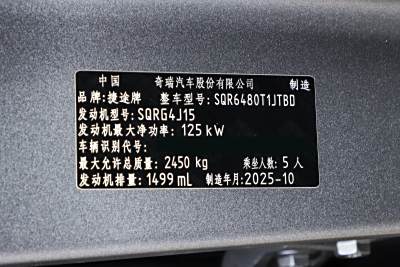 中国 奇瑞汽车股份有限公司 制造
品牌:捷途牌 整车型号:SQR6480T1JTBD
发动机型号:SQRG4J15
发动机最大净功率:125 kW
车辆识别代号:
最大允许总质量:2450 kg 乘坐人数:5 人
发动机排量:1499 mL 制造年月:2025-10